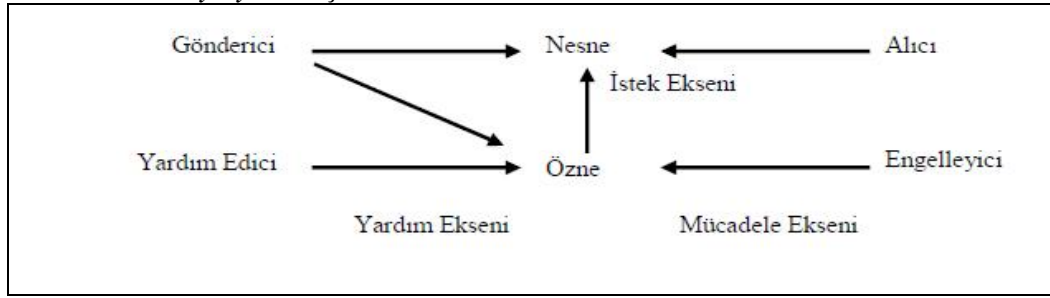 Gönderici Nesne Alıcı
İstek Ekseni
Yardım Edici Özne Engelleyici
Yardım Ekseni Mücadele Ekseni